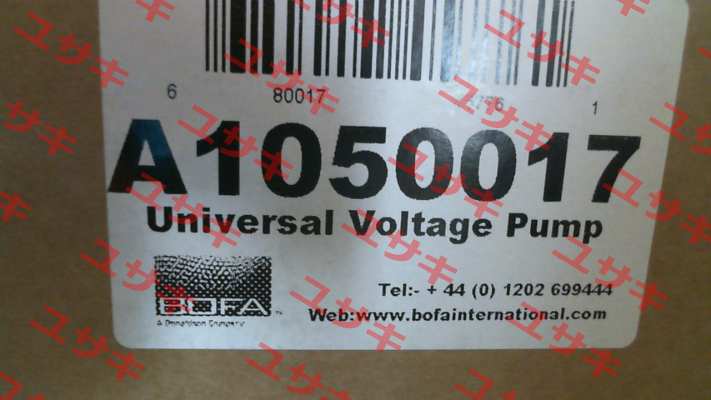 6 80017 1
A1050017
Universal Voltage Pump
BOFA™
A Donaldson Company
Tel:- + 44 (0) 1202 699444
Web:www.bofainternational.com
ユサキ